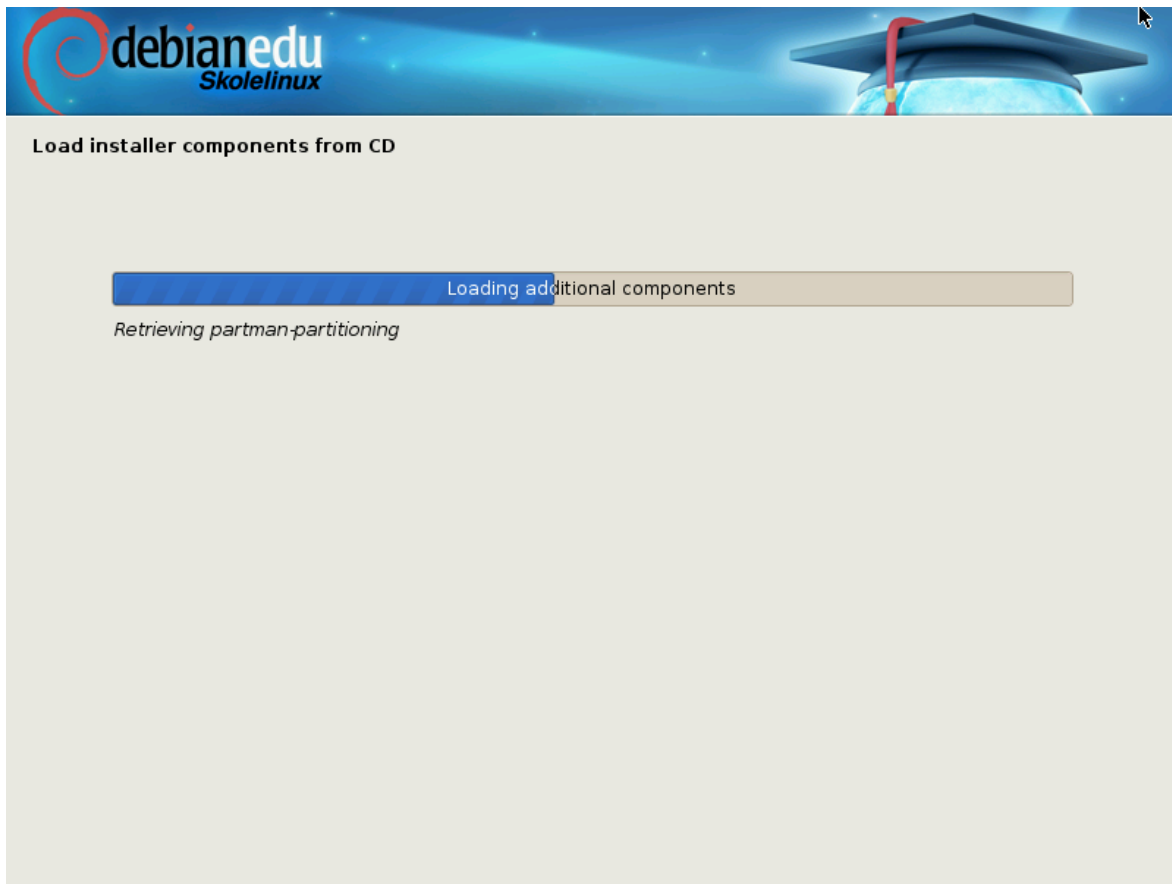 debianedu
Skolelinux
Load installer components from CD
Loading additional components
Retrieving partman-partitioning